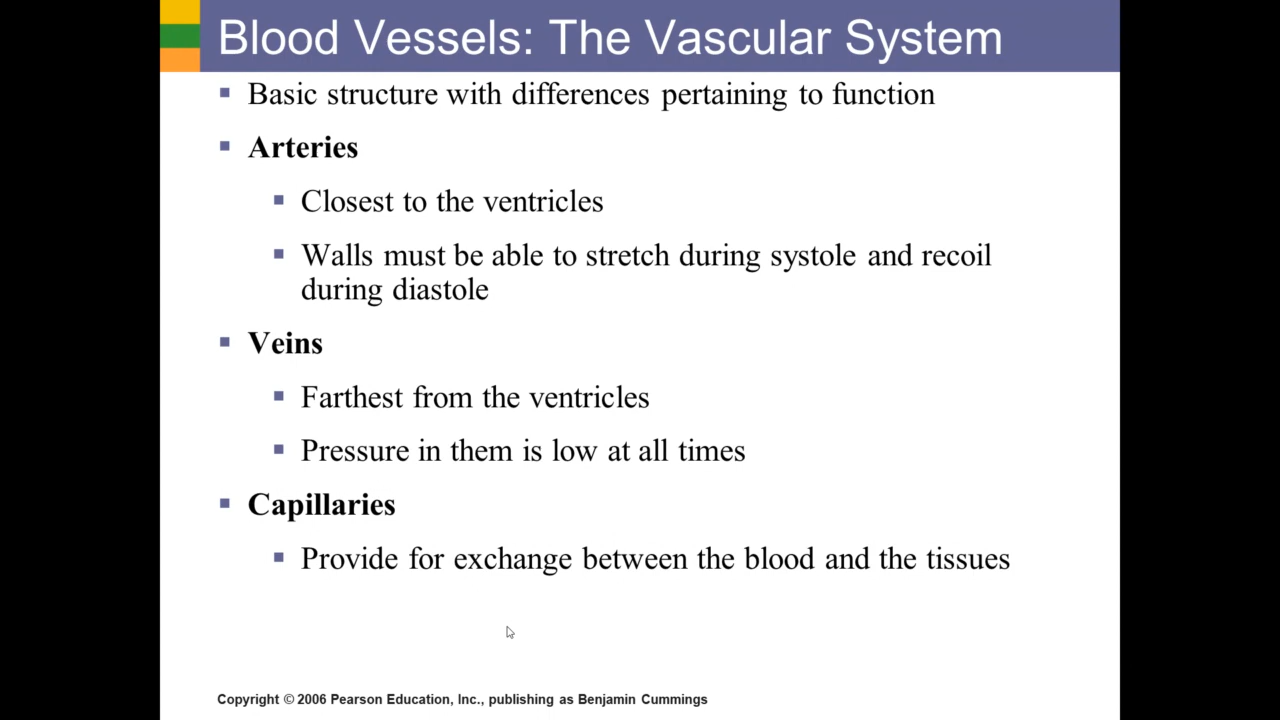 Blood Vessels: The Vascular System
Basic structure with differences pertaining to function
Arteries
Closest to the ventricles
Walls must be able to stretch during systole and recoil
during diastole
Veins
Farthest from the ventricles
Pressure in them is low at all times
Capillaries
Provide for exchange between the blood and the tissues
Copyright © 2006 Pearson Education, Inc., publishing as Benjamin Cummings